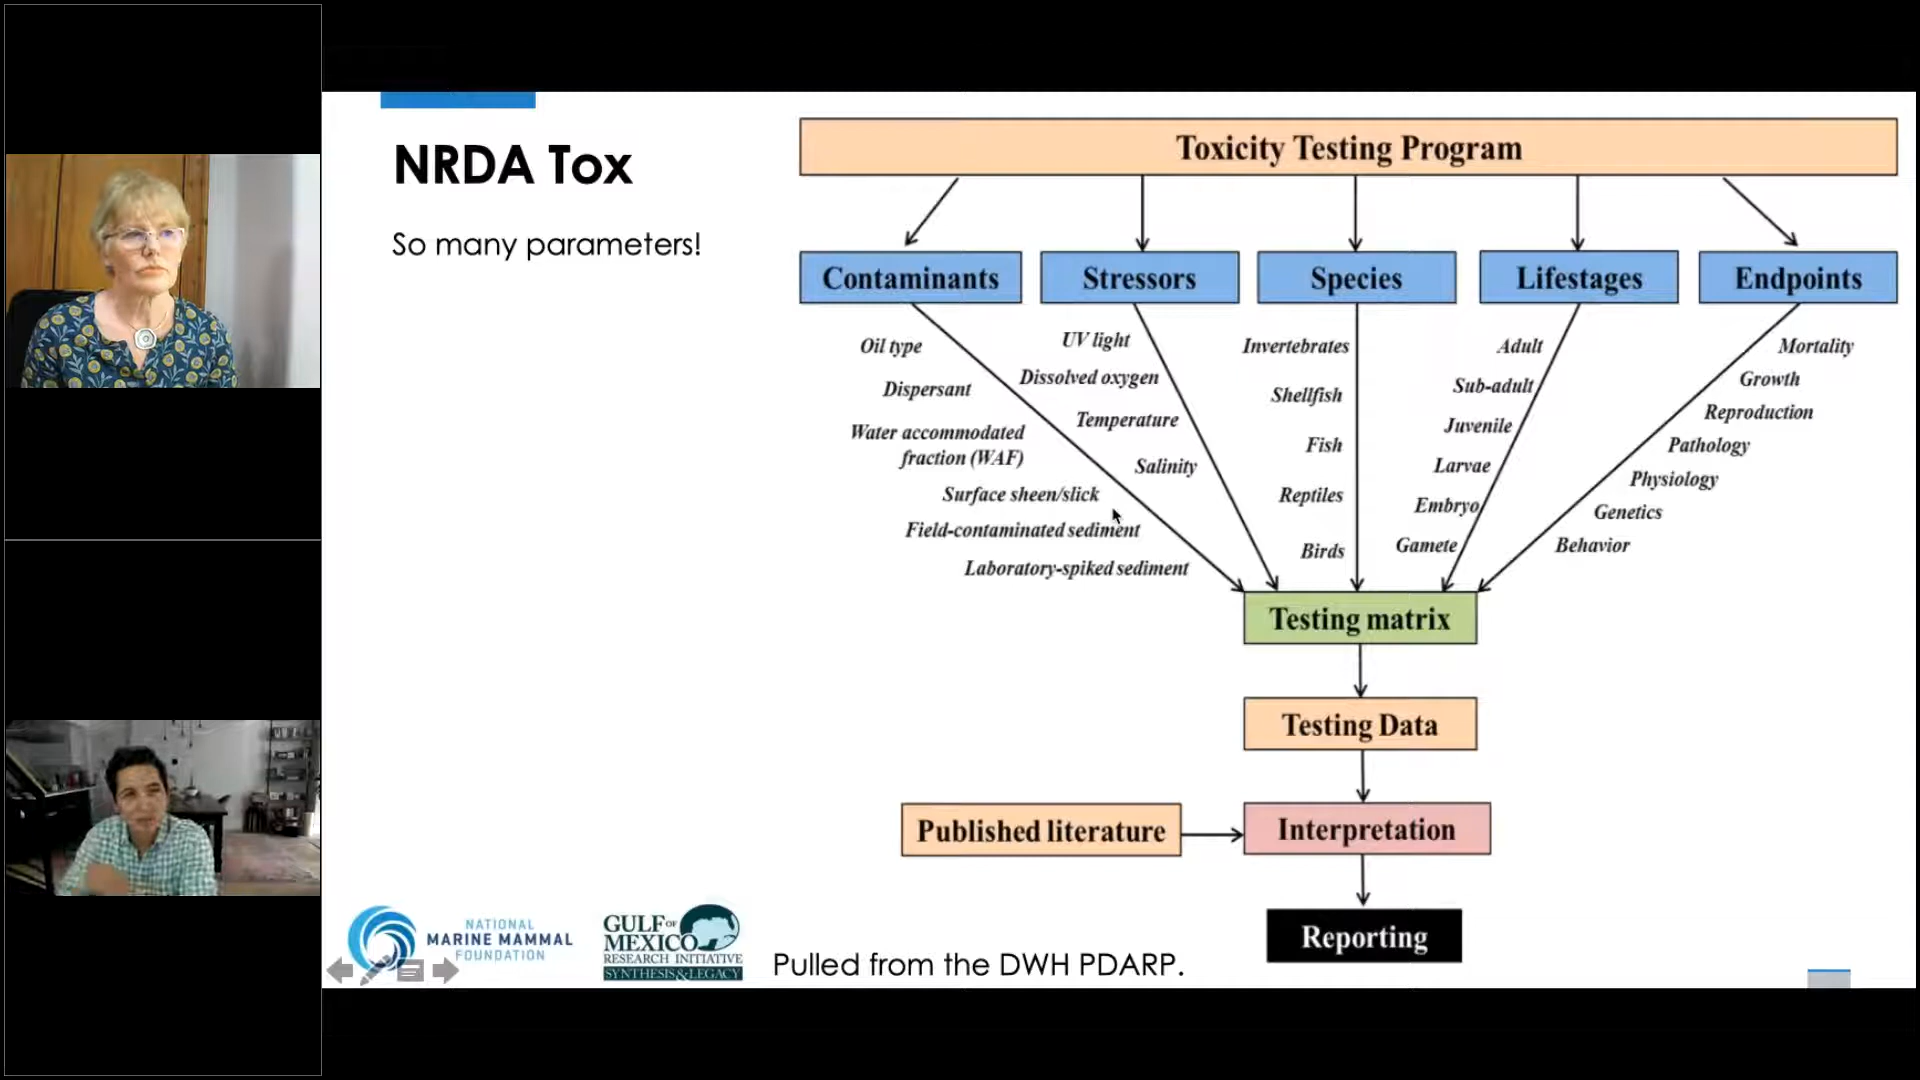 NRDA Tox
So many parameters!
Toxicity Testing Program
Contaminants
Stressors
Species
Lifestages
Endpoints
Oil type
Dispersant
Water accommodated
fraction (WAF)
Surface sheen/slick
Field-contaminated sediment
Laboratory-spiked sediment
UV light
Dissolved oxygen
Temperature
Salinity
Invertebrates
Shellfish
Fish
Reptiles
Birds
Adult
Sub-adult
Juvenile
Larvae
Embryo
Gamete
Mortality
Growth
Reproduction
Pathology
Physiology
Genetics
Behavior
Testing matrix
Testing Data
Published literature
Interpretation
Reporting
NATIONAL
MARINE MAMMAL
FOUNDATION
GULF OF
MEXICO
RESEARCH INITIATIVE
SYNTHESIS & LEGACY
Pulled from the DWH PDARP.